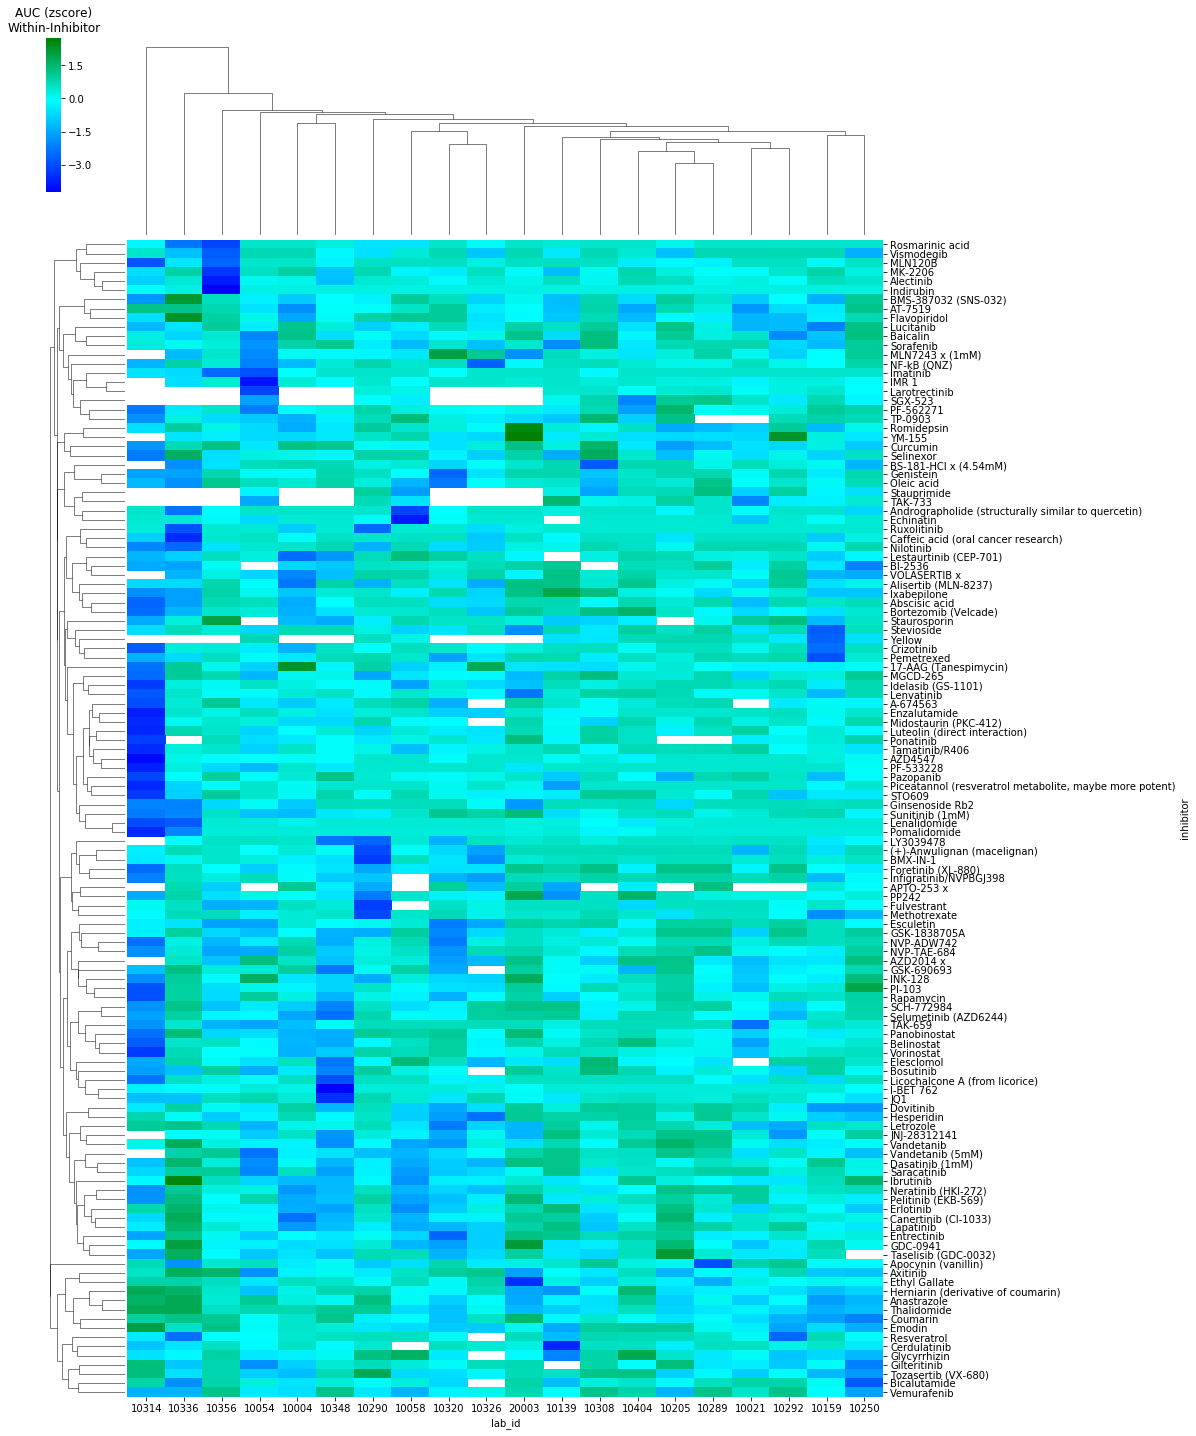 AUC (zscore)
Within-Inhibitor
1.5
0.0
−1.5
−3.0
Rosmarinic acid
Vismodegib
MLN120B
MK-2206
Alectinib
Indirubin
BMS-387032 (SNS-032)
AT-7519
Flavopiridol
Lucitanib
Baicalin
Sorafenib
MLN7243 x (1mM)
NF-kB (QNZ)
Imatinib
IMR 1
Larotrectinib
SGX-523
PF-562271
TP-0903
Romidepsin
YM-155
Curcumin
Selinexor
BS-181-HCl x (4.54mM)
Genistein
Oleic acid
Stauprimide
TAK-733
Andrographolide (structurally similar to quercetin)
Echinatin
Ruxolitinib
Caffeic acid (oral cancer research)
Nilotinib
Lestaurtinib (CEP-701)
BI-2536
VOLASERTIB x
Alisertib (MLN-8237)
Ixabepilone
Abscisic acid
Bortezomib (Velcade)
Staurosporin
Stevioside
Yellow
Crizotinib
Pemetrexed
17-AAG (Tanespimycin)
MGCD-265
Idelasib (GS-1101)
Lenvatinib
A-674563
Enzalutamide
Midostaurin (PKC-412)
Luteolin (direct interaction)
Ponatinib
Tamatinib/R406
AZD4547
PF-533228
Pazopanib
Piceatannol (resveratrol metabolite, maybe more potent)
STO609
Ginsenoside Rb2
Sunitinib (1mM)
Lenalidomide
Pomalidomide
LY3039478
(+)-Anwulignan (macelignan)
BMX-IN-1
Foretinib (XL-880)
Infigratinib/NVPBGJ398
APTO-253 x
PP242
Fulvestrant
Methotrexate
Esculetin
GSK-1838705A
NVP-ADW742
NVP-TAE-684
AZD2014 x
GSK-690693
INK-128
PI-103
Rapamycin
SCH-772984
Selumetinib (AZD6244)
TAK-659
Panobinostat
Belinostat
Vorinostat
Elesclomol
Bosutinib
Licochalcone A (from licorice)
I-BET 762
JQ1
Dovitinib
Hesperidin
Letrozole
JNJ-28312141
Vandetanib
Vandetanib (5mM)
Dasatinib (1mM)
Saracatinib
Ibrutinib
Neratinib (HKI-272)
Pelitinib (EKB-569)
Erlotinib
Canertinib (CI-1033)
Lapatinib
Entrectinib
GDC-0941
Taselisib (GDC-0032)
Apocynin (vanillin)
Axitinib
Ethyl Gallate
Herniarin (derivative of coumarin)
Anastrazole
Thalidomide
Coumarin
Emodin
Resveratrol
Cerdulatinib
Glycyrrhizin
Gilteritinib
Tozasertib (VX-680)
Bicalutamide
Vemurafenib
inhibitor
10314 10336 10356 10054 10004 10348 10290 10058 10320 10326 20003 10139 10308 10404 10205 10289 10021 10292 10159 10250
lab_id